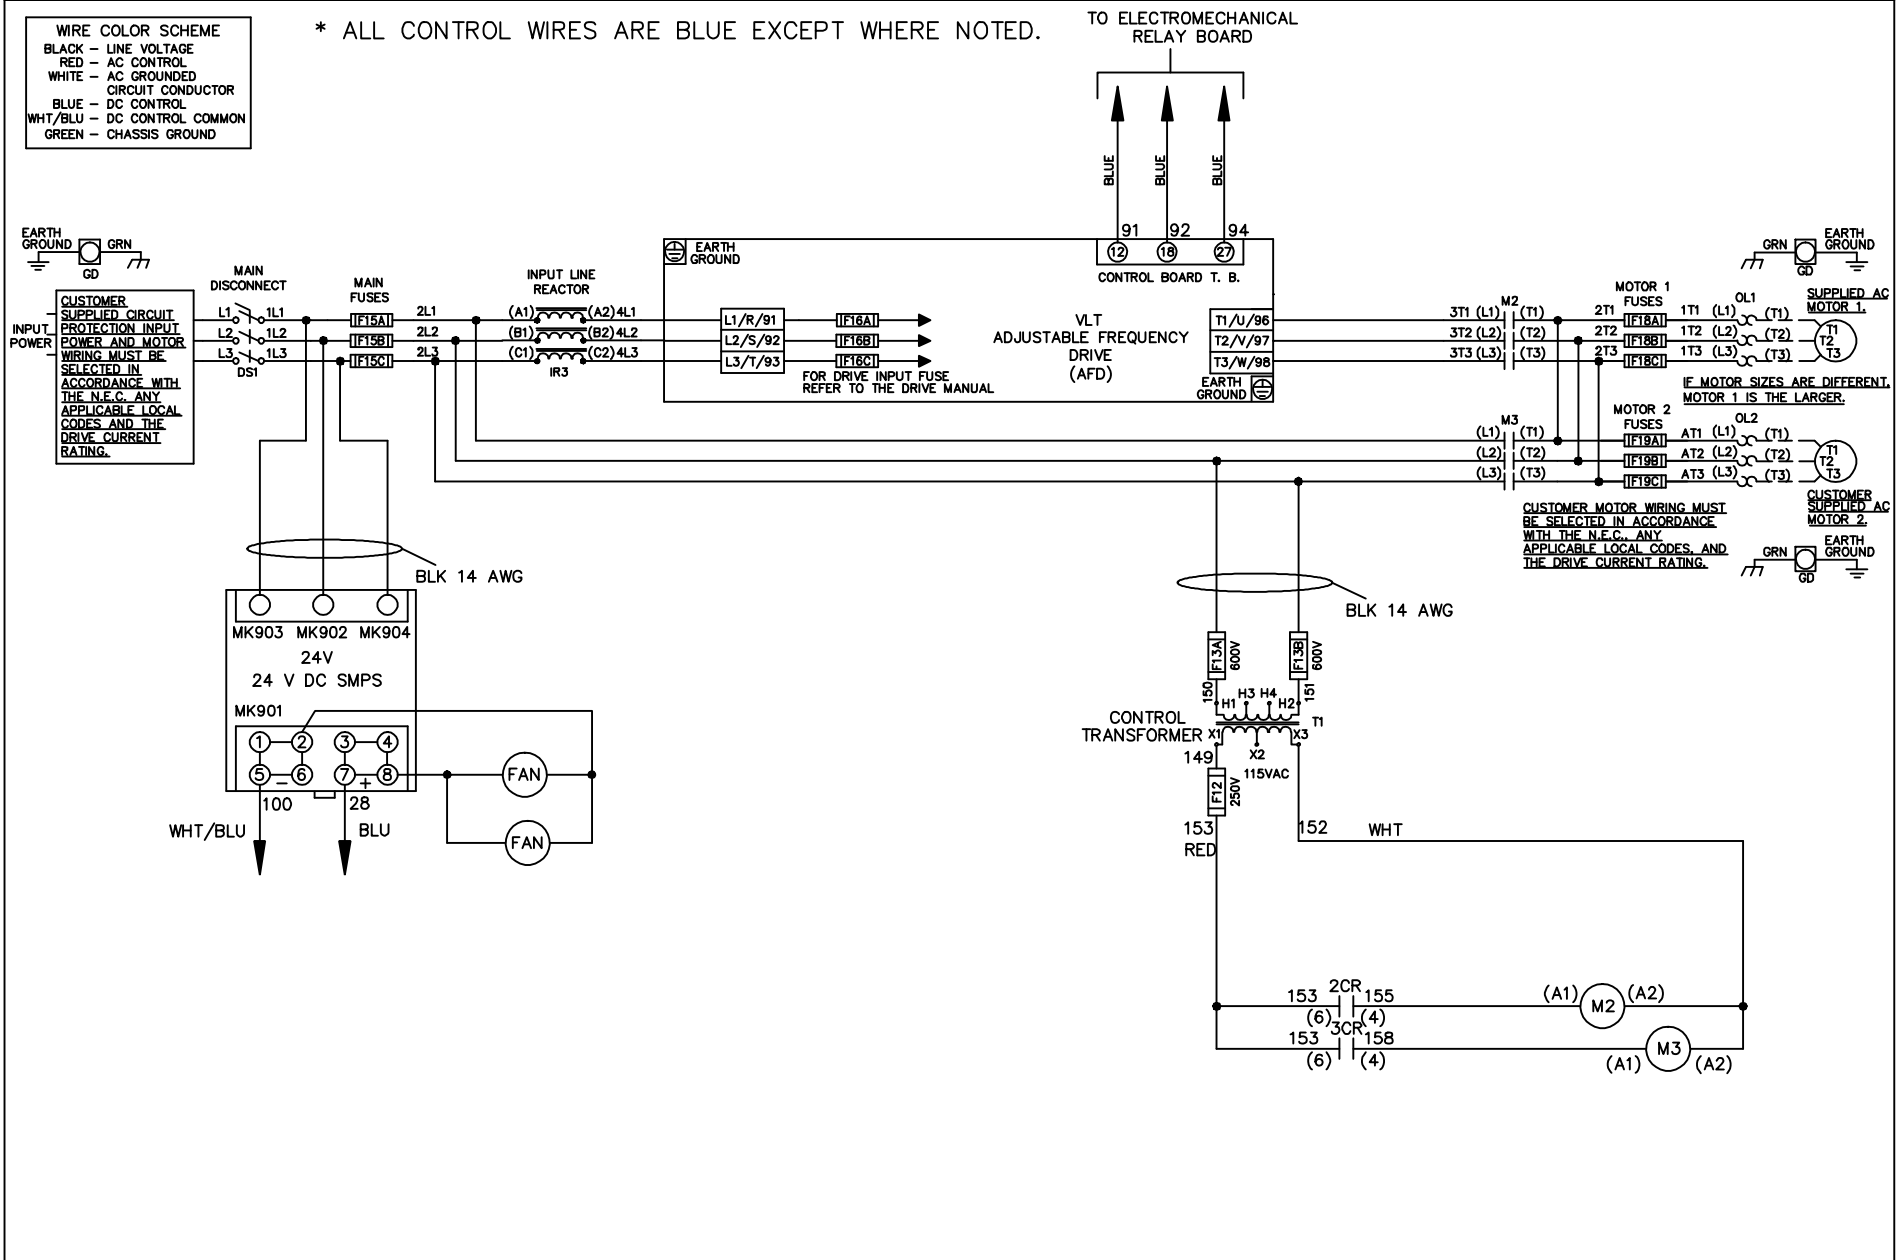 WIRE COLOR SCHEME
BLACK – LINE VOLTAGE
RED – AC CONTROL
WHITE – AC GROUNDED
CIRCUIT CONDUCTOR
BLUE – DC CONTROL
WHT/BLU – DC CONTROL COMMON
GREEN – CHASSIS GROUND
* ALL CONTROL WIRES ARE BLUE EXCEPT WHERE NOTED.
TO ELECTROMECHANICAL
RELAY BOARD
BLUE BLUE BLUE
91 92 94
12 18 27
CONTROL BOARD T. B.
EARTH
GROUND
GRN
GD
INPUT
POWER
CUSTOMER
SUPPLIED CIRCUIT
PROTECTION INPUT
POWER AND MOTOR
WIRING MUST BE
SELECTED IN
ACCORDANCE WITH
THE N.E.C. ANY
APPLICABLE LOCAL
CODES AND THE
DRIVE CURRENT
RATING.
MAIN
DISCONNECT
L1 1L1
L2 1L2
L3 1L3
DS1
MAIN
FUSES
F15A
F15B
F15C
2L1
2L2
2L3
INPUT LINE
REACTOR
(A1) (A2) 4L1
(B1) (B2) 4L2
(C1) (C2) 4L3
IR3
EARTH
GROUND
L1/R/91
L2/S/92
L3/T/93
F16A
F16B
F16C
FOR DRIVE INPUT FUSE
REFER TO THE DRIVE MANUAL
VLT
ADJUSTABLE FREQUENCY
DRIVE
(AFD)
T1/U/96
T2/V/97
T3/W/98
EARTH
GROUND
M2
3T1 (L1) (T1)
3T2 (L2) (T2)
3T3 (L3) (T3)
MOTOR 1
FUSES
2T1 F18A 1T1 (L1)
2T2 F18B 1T2 (L2)
2T3 F18C 1T3 (L3)
OL1
(T1)
(T2)
(T3)
GRN
GD
EARTH
GROUND
SUPPLIED AC
MOTOR 1.
T1
T2
T3
IF MOTOR SIZES ARE DIFFERENT,
MOTOR 1 IS THE LARGER.
M3
(L1) (T1)
(L2) (T2)
(L3) (T3)
MOTOR 2
FUSES
F19A AT1 (L1)
F19B AT2 (L2)
F19C AT3 (L3)
OL2
(T1)
(T2)
(T3)
T1
T2
T3
CUSTOMER
SUPPLIED AC
MOTOR 2.
CUSTOMER MOTOR WIRING MUST
BE SELECTED IN ACCORDANCE
WITH THE N.E.C., ANY
APPLICABLE LOCAL CODES, AND
THE DRIVE CURRENT RATING.
GRN
GD
EARTH
GROUND
BLK 14 AWG
MK903 MK902 MK904
24V
24 V DC SMPS
MK901
1 2 3 4
5 – 6 7 + 8
100 28
WHT/BLU BLU
FAN
FAN
BLK 14 AWG
F13A 600V
F13B 600V
150 151
H1 H3 H4 H2
T1
CONTROL
TRANSFORMER
X1 X2 X3
115VAC
149
F12 250V
153
RED
152 WHT
153 2CR 155
(6) (4)
(A1) M2 (A2)
153 3CR 158
(6) (4)
(A1) M3 (A2)